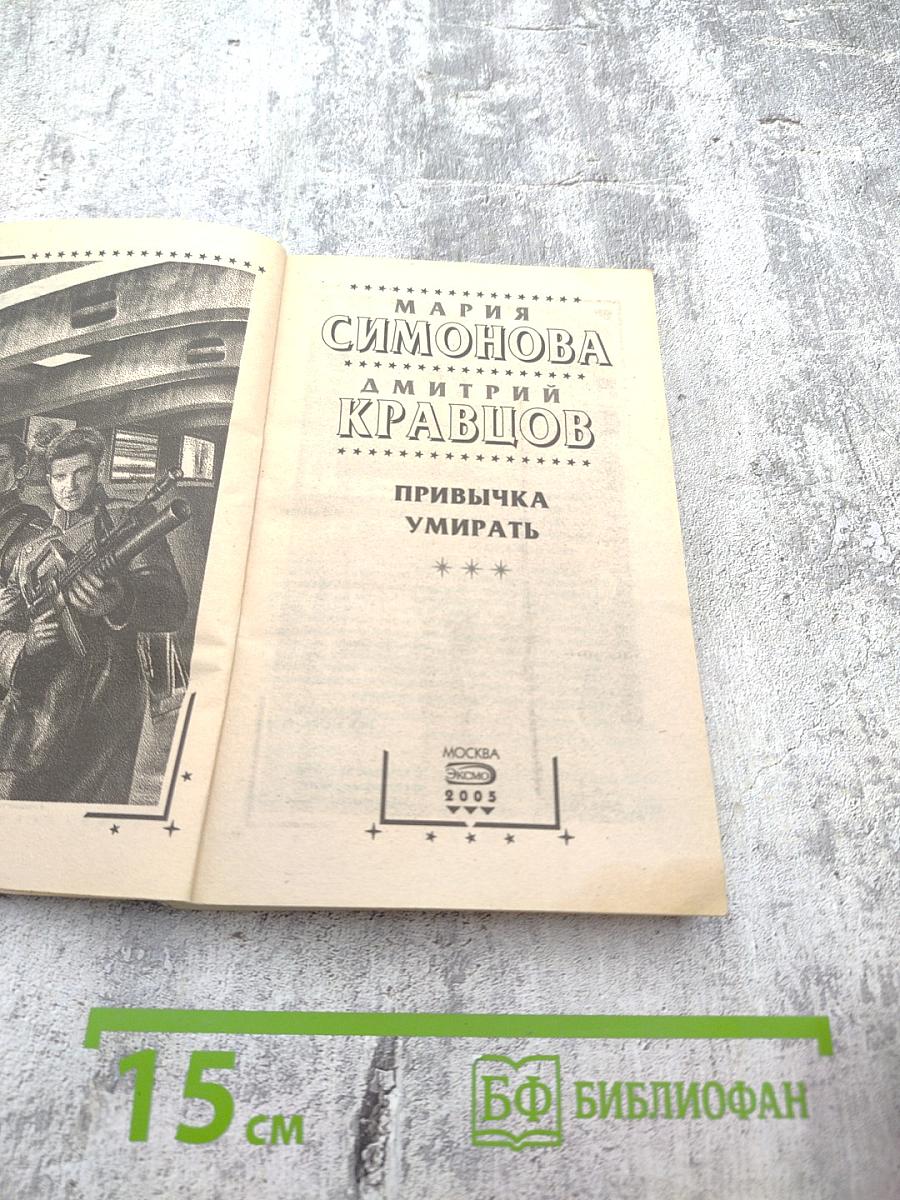 МАРИЯ
СИМОНОВА
ДМИТРИЙ
КРАВЦОВ
ПРИВЫЧКА
УМИРАТЬ
МОСКВА
ЭКСМО
2005
15 см
БФ БИБЛИОФАН